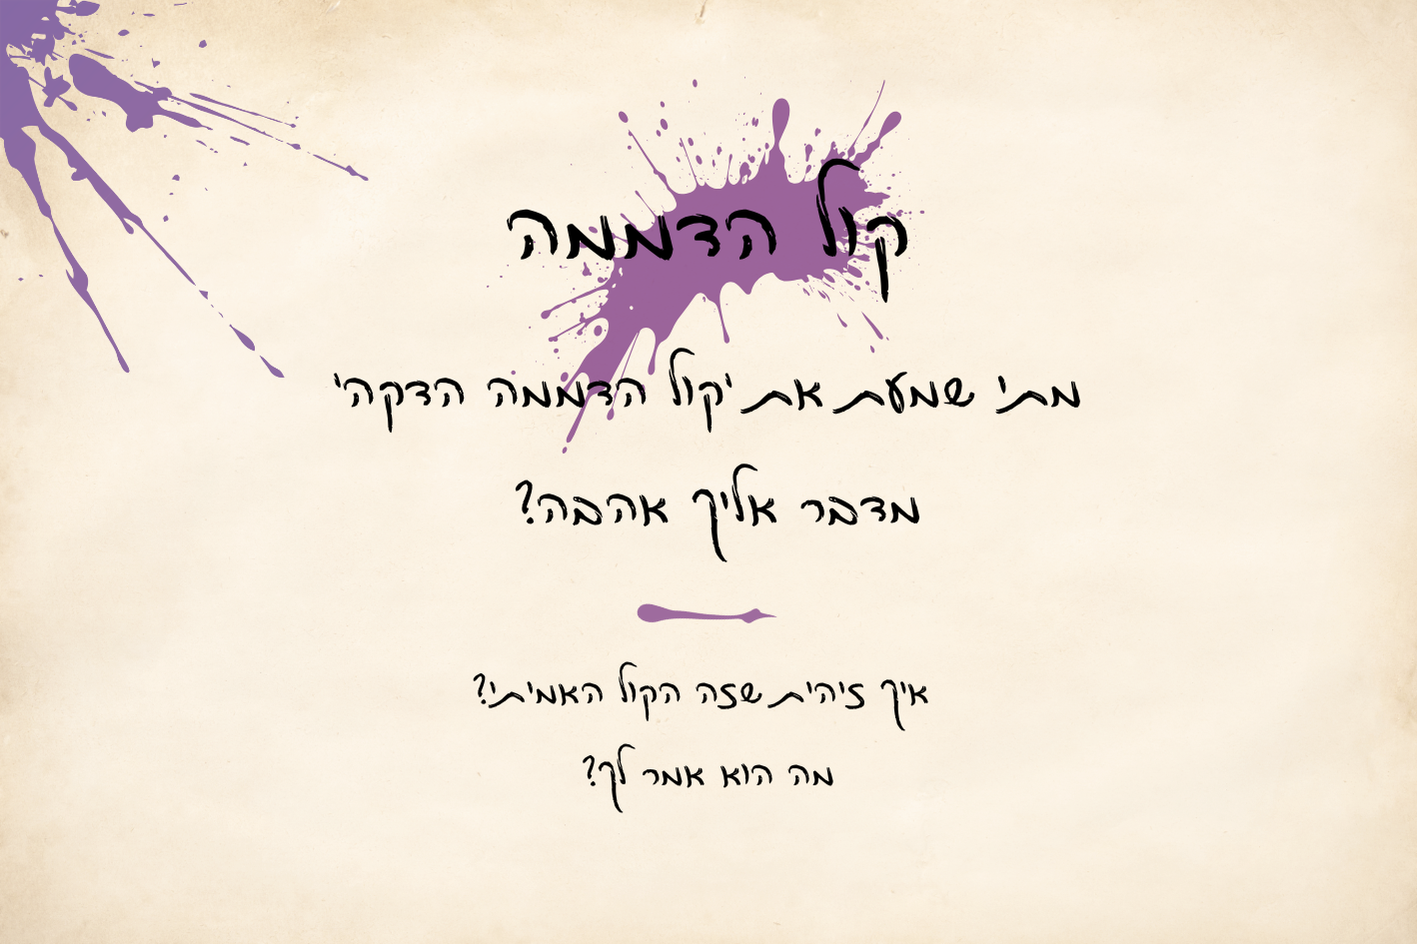 קול הדממה
מתי שמעת את 'קול הדממה הדקה'
מדבר אליך אהבה?
איך זיהית שזה הקול האמיתי?
מה הוא אמר לך?